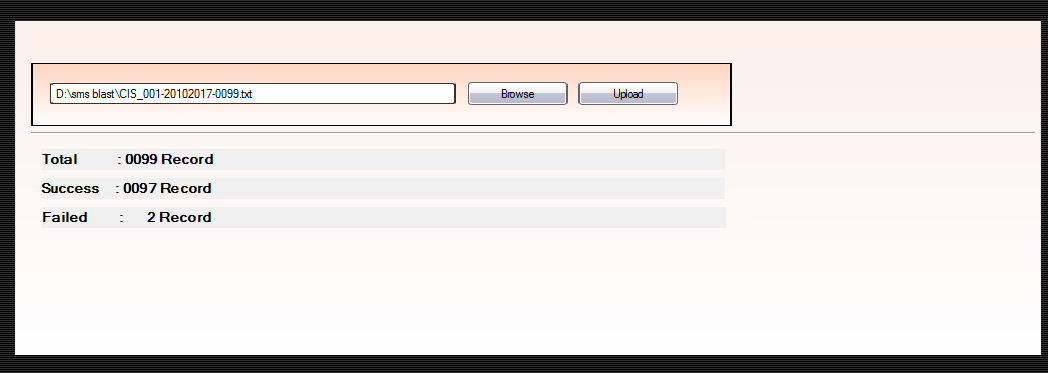 D:\sms blast\CIS_001-20102017-0099.txt Browse Upload
Total : 0099 Record
Success : 0097 Record
Failed : 2 Record